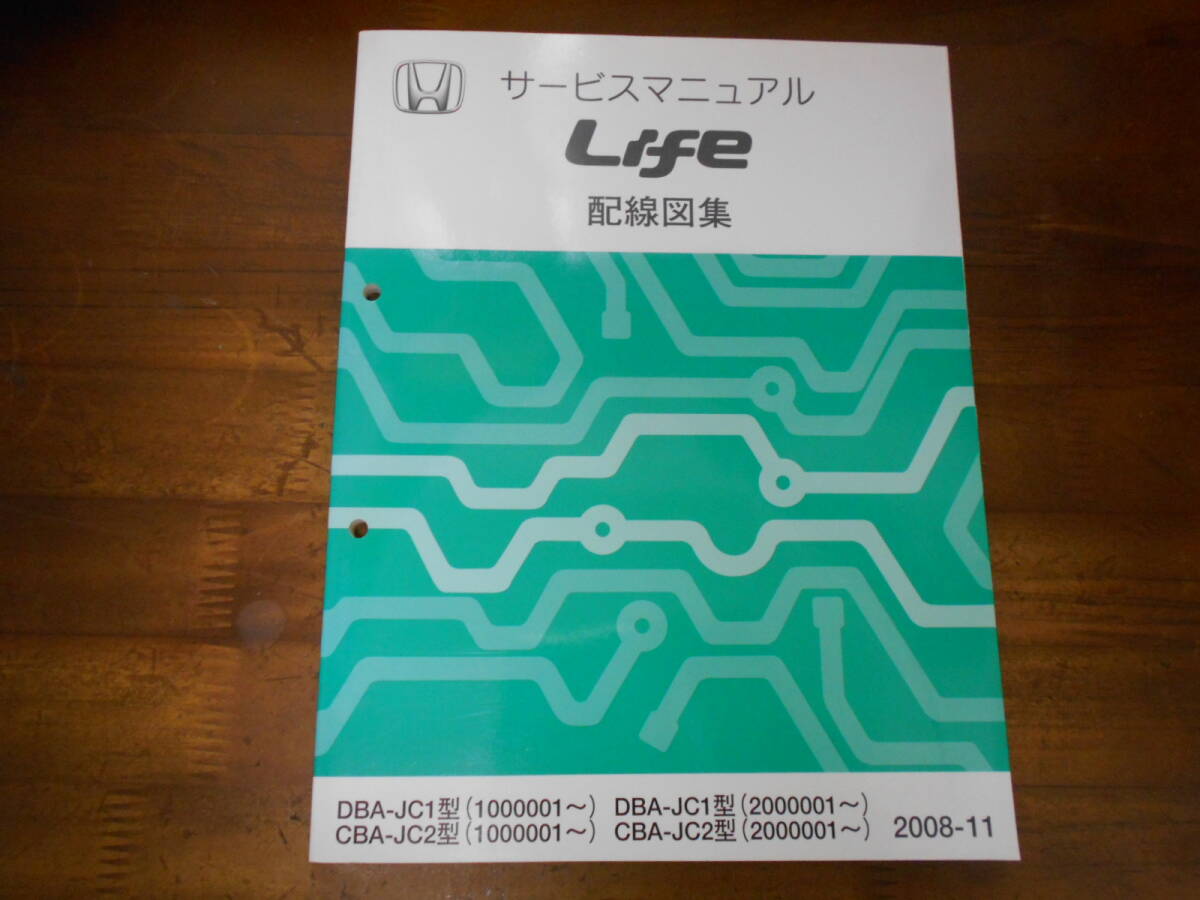 サービスマニュアル
Life
配線図集
DBA-JC1型(1000001～) DBA-JC1型(2000001～)
CBA-JC2型(1000001～) CBA-JC2型(2000001～) 2008-11